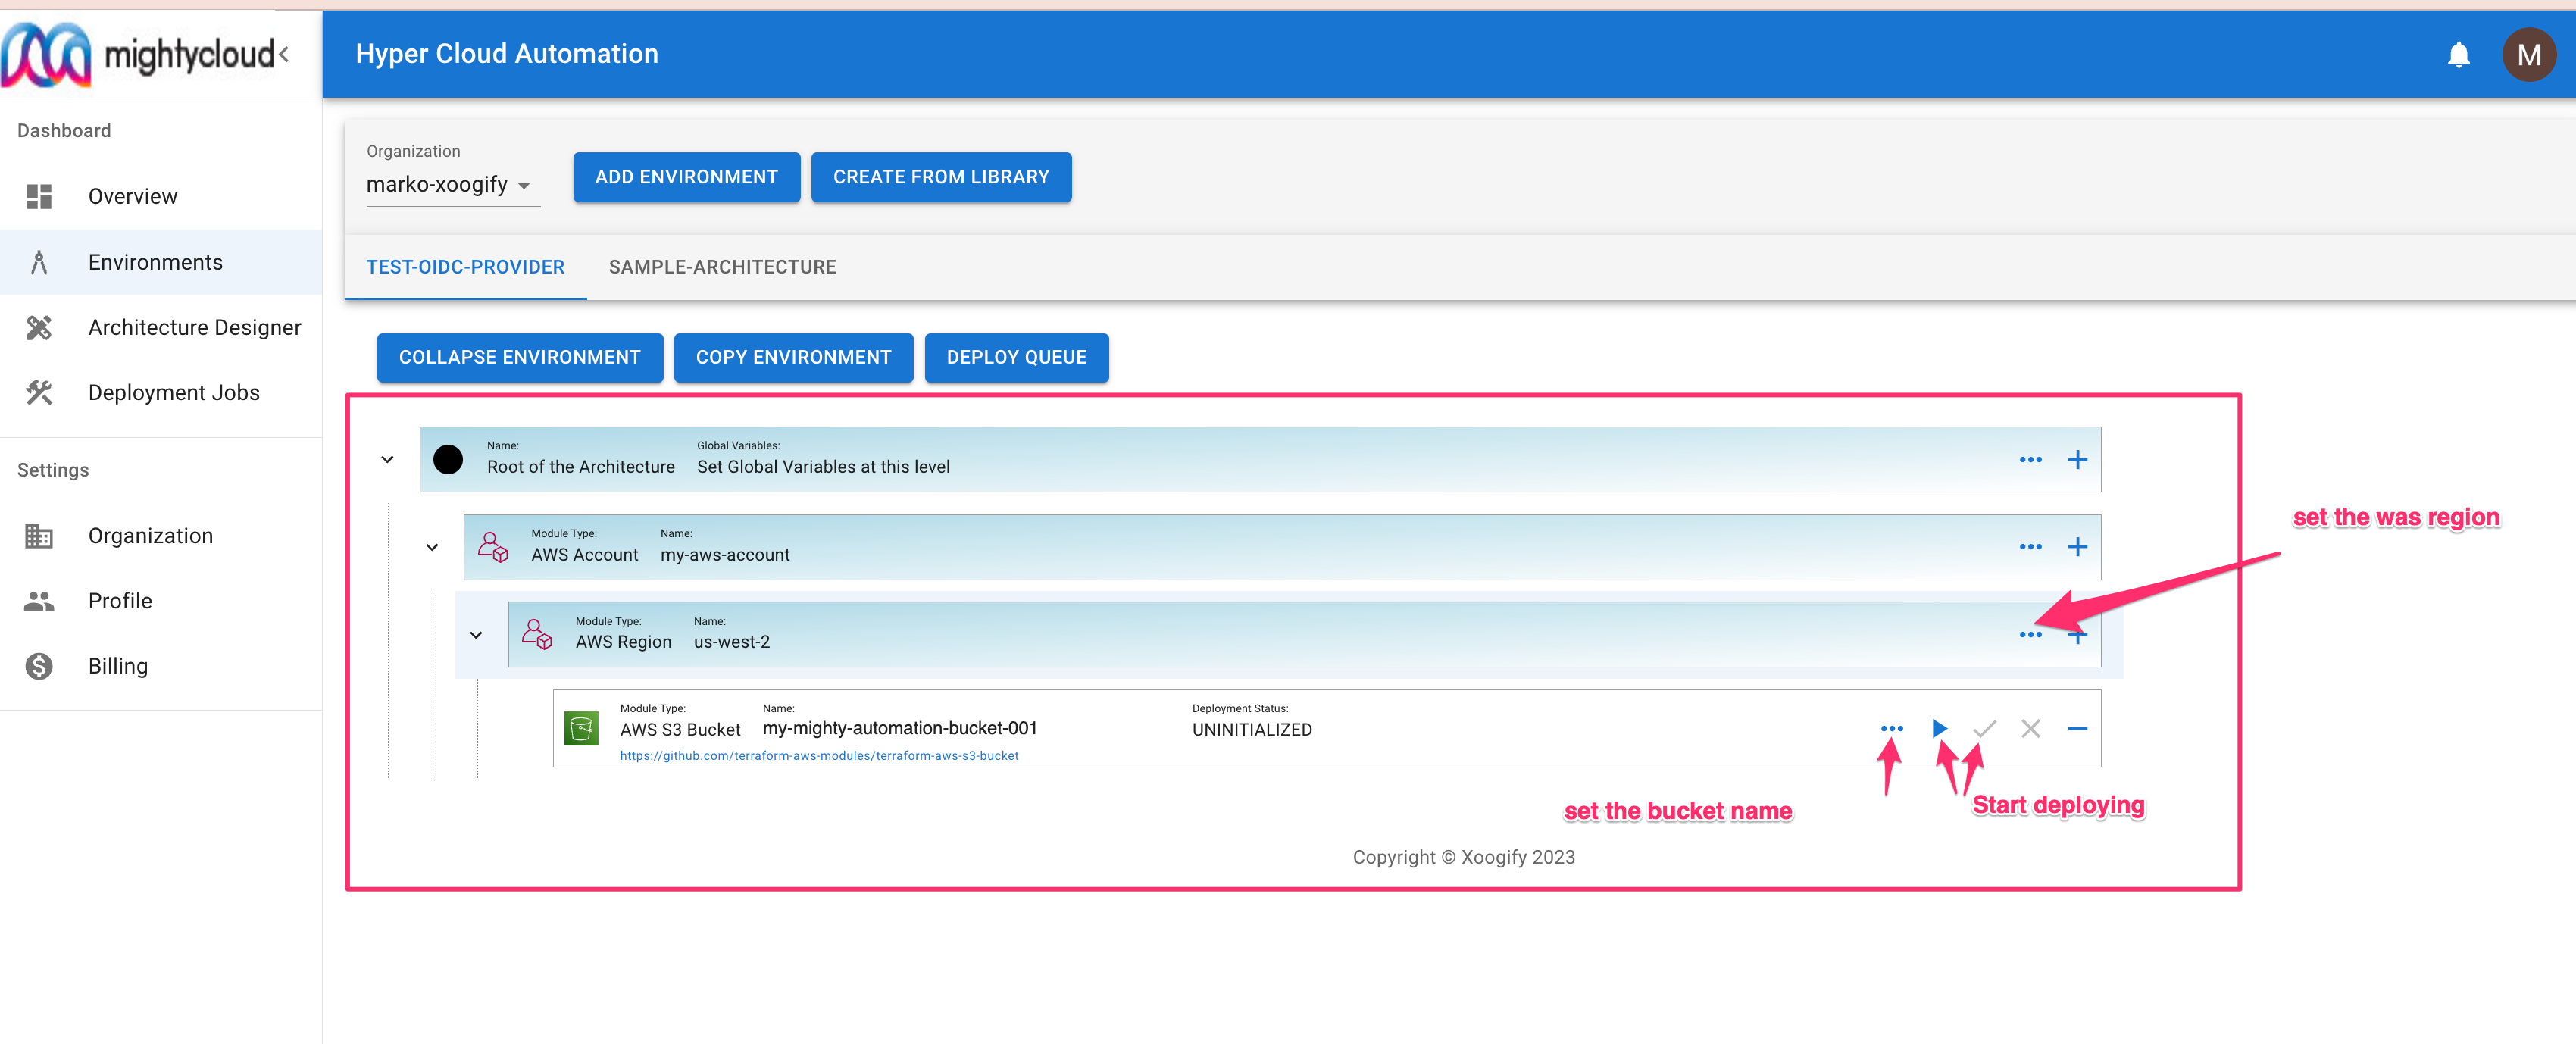 mightycloud
Hyper Cloud Automation
M
Dashboard
Overview
Environments
Architecture Designer
Deployment Jobs
Settings
Organization
Profile
Billing
Organization
marko-xoogify
ADD ENVIRONMENT
CREATE FROM LIBRARY
TEST-OIDC-PROVIDER
SAMPLE-ARCHITECTURE
COLLAPSE ENVIRONMENT
COPY ENVIRONMENT
DEPLOY QUEUE
Name: Global Variables:
Root of the Architecture Set Global Variables at this level
Module Type: Name:
AWS Account my-aws-account
set the was region
Module Type: Name:
AWS Region us-west-2
Module Type: Name: Deployment Status:
AWS S3 Bucket my-mighty-automation-bucket-001 UNINITIALIZED
https://github.com/terraform-aws-modules/terraform-aws-s3-bucket
set the bucket name
Start deploying
Copyright © Xoogify 2023